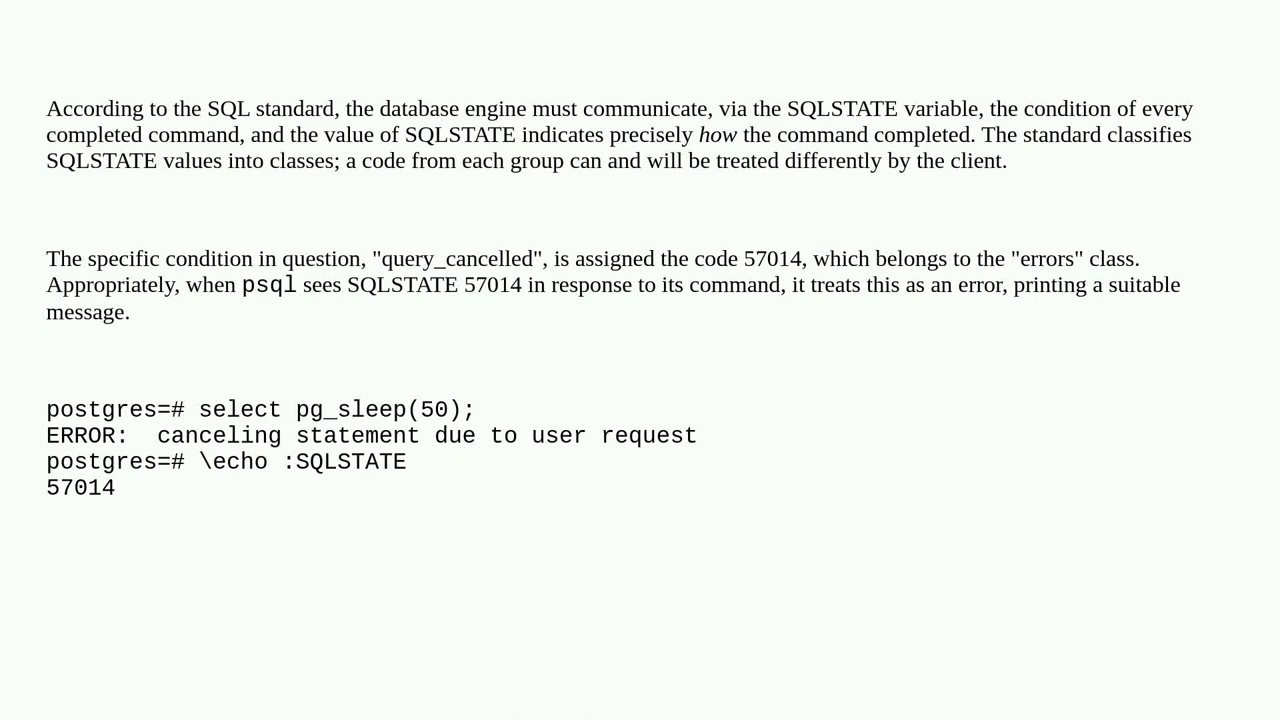 According to the SQL standard, the database engine must communicate, via the SQLSTATE variable, the condition of every
completed command, and the value of SQLSTATE indicates precisely how the command completed. The standard classifies
SQLSTATE values into classes; a code from each group can and will be treated differently by the client.
The specific condition in question, "query_cancelled", is assigned the code 57014, which belongs to the "errors" class.
Appropriately, when psql sees SQLSTATE 57014 in response to its command, it treats this as an error, printing a suitable
message.
postgres=# select pg_sleep(50);
ERROR:  canceling statement due to user request
postgres=# \echo :SQLSTATE
57014